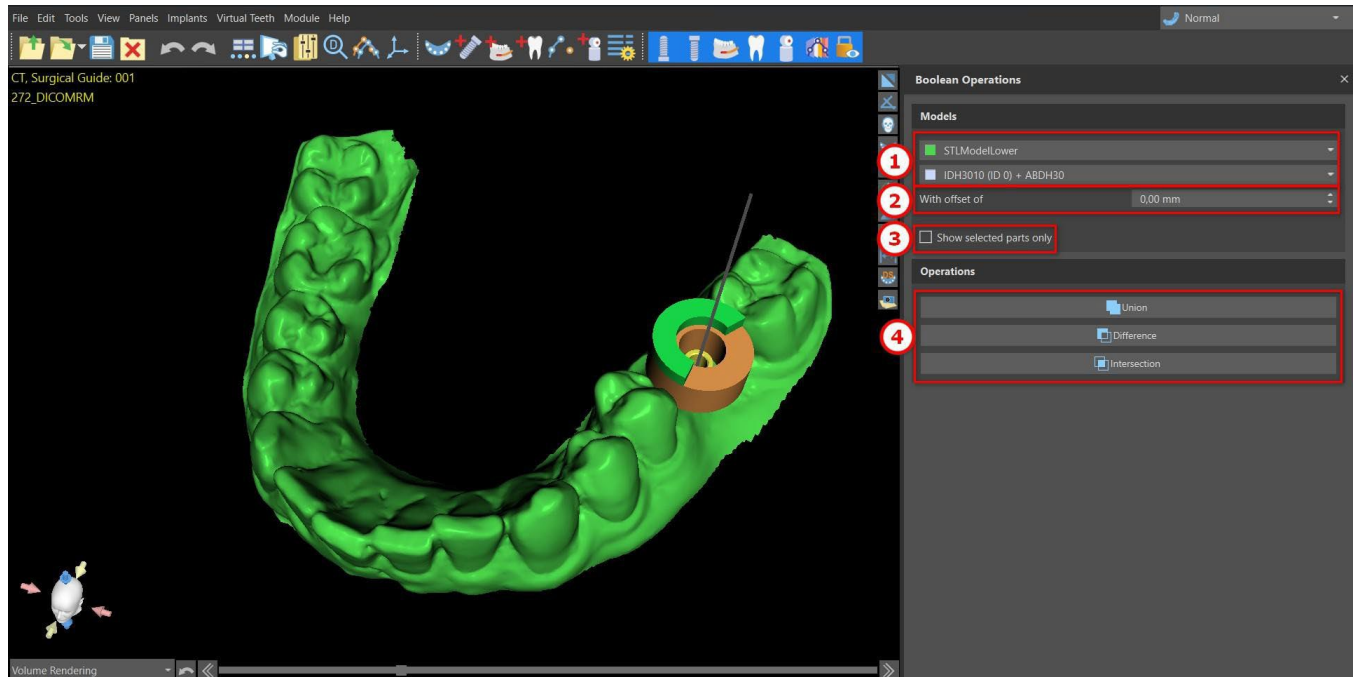 File Edit Tools View Panels Implants Virtual Teeth Module Help
Normal
CT, Surgical Guide: 001
272_DICOMRM
Boolean Operations
Models
1
STLModelLower
IDH3010 (ID 0) + ABDH30
2
With offset of 0,00 mm
3
Show selected parts only
DS
Operations
4
Union
Difference
Intersection
Volume Rendering